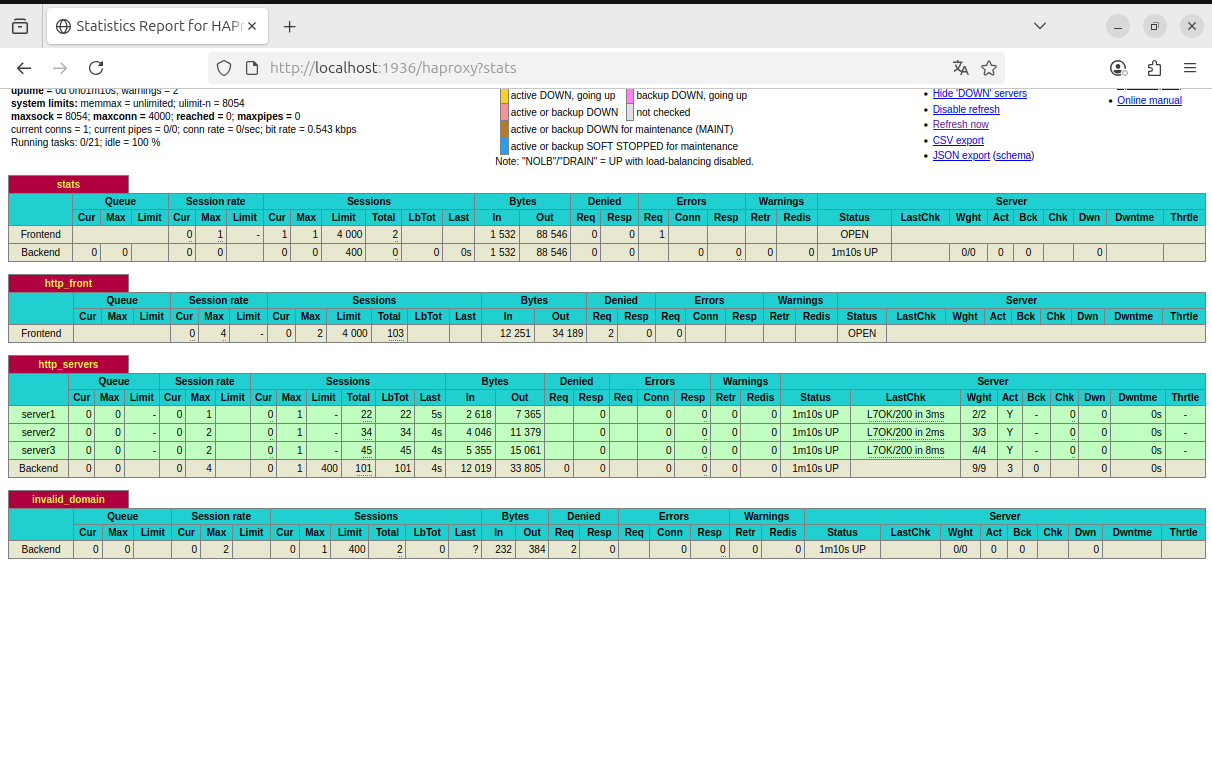 Statistics Report for HAPr
http://localhost:1936/haproxy?stats
uptime = 0d 0h01m10s; warnings = 2
system limits: memmax = unlimited; ulimit-n = 8054
maxsock = 8054; maxconn = 4000; reached = 0; maxpipes = 0
current conns = 1; current pipes = 0/0; conn rate = 0/sec; bit rate = 0.543 kbps
Running tasks: 0/21; idle = 100 %
active DOWN, going up backup DOWN, going up
active or backup DOWN not checked
active or backup DOWN for maintenance (MAINT)
active or backup SOFT STOPPED for maintenance
Note: "NOLB"/"DRAIN" = UP with load-balancing disabled.
Hide 'DOWN' servers
Disable refresh
Refresh now
CSV export
JSON export (schema)
Online manual
stats
Queue Session rate Sessions Bytes Denied Errors Warnings Server
Cur Max Limit Cur Max Limit Cur Max Limit Total LbTot Last In Out Req Resp Req Conn Resp Retr Redis Status LastChk Wght Act Bck Chk Dwn Dwntme Thrtle
Frontend 0 1 - 1 1 4 000 2 1 532 88 546 0 0 1 OPEN
Backend 0 0 0 0 0 0 400 0 0 0s 1 532 88 546 0 0 0 0 0 0 1m10s UP 0/0 0 0 0
http_front
Queue Session rate Sessions Bytes Denied Errors Warnings Server
Cur Max Limit Cur Max Limit Cur Max Limit Total LbTot Last In Out Req Resp Req Conn Resp Retr Redis Status LastChk Wght Act Bck Chk Dwn Dwntme Thrtle
Frontend 0 4 - 0 2 4 000 103 12 251 34 189 2 0 0 OPEN
http_servers
Queue Session rate Sessions Bytes Denied Errors Warnings Server
Cur Max Limit Cur Max Limit Cur Max Limit Total LbTot Last In Out Req Resp Req Conn Resp Retr Redis Status LastChk Wght Act Bck Chk Dwn Dwntme Thrtle
server1 0 0 - 0 1 0 1 - 22 22 5s 2 618 7 365 0 0 0 0 0 1m10s UP L7OK/200 in 3ms 2/2 Y - 0 0 0s -
server2 0 0 - 0 2 0 1 - 34 34 4s 4 046 11 379 0 0 0 0 0 1m10s UP L7OK/200 in 2ms 3/3 Y - 0 0 0s -
server3 0 0 - 0 2 0 1 - 45 45 4s 5 355 15 061 0 0 0 0 0 1m10s UP L7OK/200 in 8ms 4/4 Y - 0 0 0s -
Backend 0 0 0 4 0 1 400 101 101 4s 12 019 33 805 0 0 0 0 0 0 1m10s UP 9/9 3 0 0 0s
invalid_domain
Queue Session rate Sessions Bytes Denied Errors Warnings Server
Cur Max Limit Cur Max Limit Cur Max Limit Total LbTot Last In Out Req Resp Req Conn Resp Retr Redis Status LastChk Wght Act Bck Chk Dwn Dwntme Thrtle
Backend 0 0 0 2 0 1 400 2 0 ? 232 384 2 0 0 0 0 0 1m10s UP 0/0 0 0 0